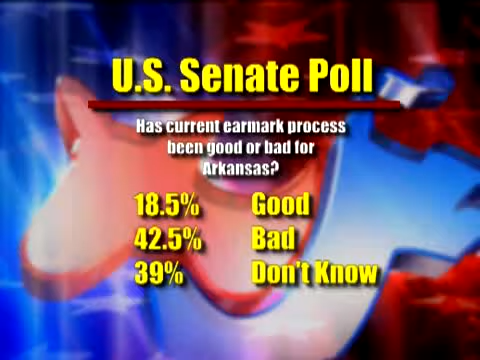 U.S. Senate Poll
Has current earmark process
been good or bad for
Arkansas?
18.5% Good
42.5% Bad
39% Don't Know